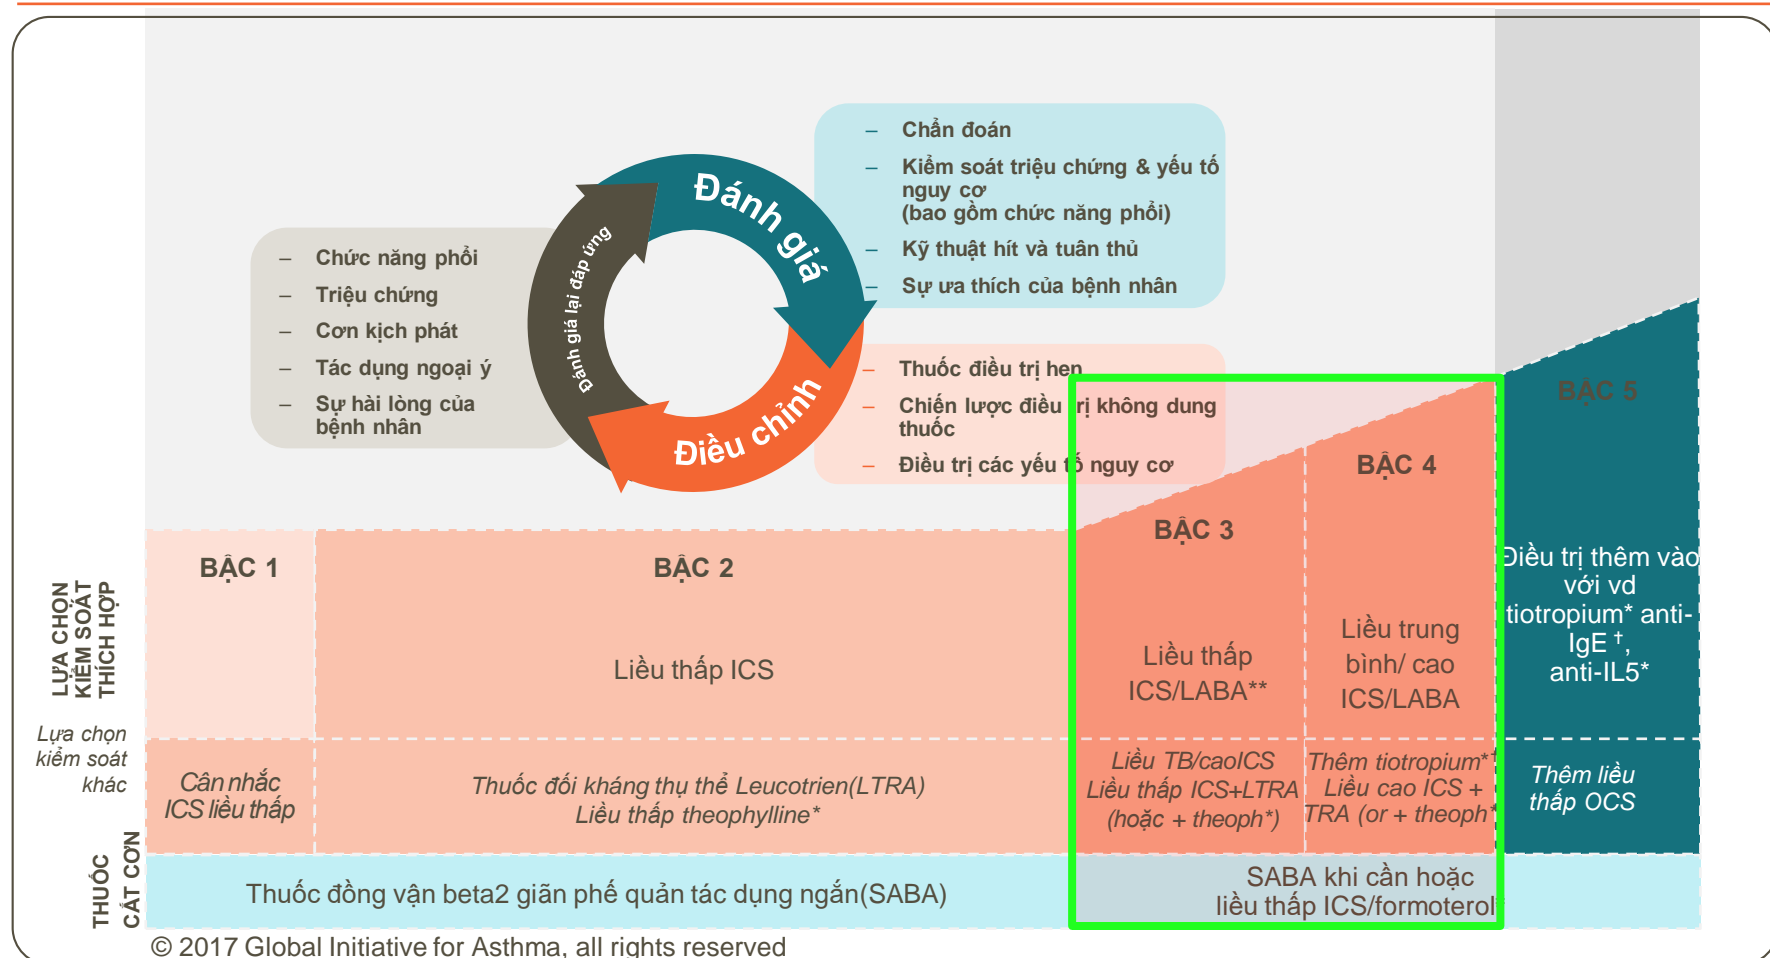 – Chẩn đoán
– Kiểm soát triệu chứng & yếu tố
nguy cơ
(bao gồm chức năng phổi)
– Kỹ thuật hít và tuân thủ
– Sự ưa thích của bệnh nhân
Đánh giá
Đánh giá lại đáp ứng
Điều chỉnh
– Chức năng phổi
– Triệu chứng
– Cơn kịch phát
– Tác dụng ngoại ý
– Sự hài lòng của
bệnh nhân
– Thuốc điều trị hen
– Chiến lược điều trị không dung
thuốc
– Điều trị các yếu tố nguy cơ
BẬC 1
BẬC 2
BẬC 3
BẬC 4
BẬC 5
LỰA CHỌN
KIỂM SOÁT
THÍCH HỢP
Liều thấp ICS
Liều thấp
ICS/LABA**
Liều trung
bình/ cao
ICS/LABA
Điều trị thêm vào
với vd
tiotropium* anti-
IgE †,
anti-IL5*
Lựa chọn
kiểm soát
khác
Cân nhắc
ICS liều thấp
Thuốc đối kháng thụ thể Leucotrien(LTRA)
Liều thấp theophylline*
Liều TB/caoICS
Liều thấp ICS+LTRA
(hoặc + theoph*)
Thêm tiotropium*†
Liều cao ICS +
TRA (or + theoph*
Thêm liều
thấp OCS
THUỐC
CẮT CƠN
Thuốc đồng vận beta2 giãn phế quản tác dụng ngắn(SABA)
SABA khi cần hoặc
liều thấp ICS/formoterol
© 2017 Global Initiative for Asthma, all rights reserved